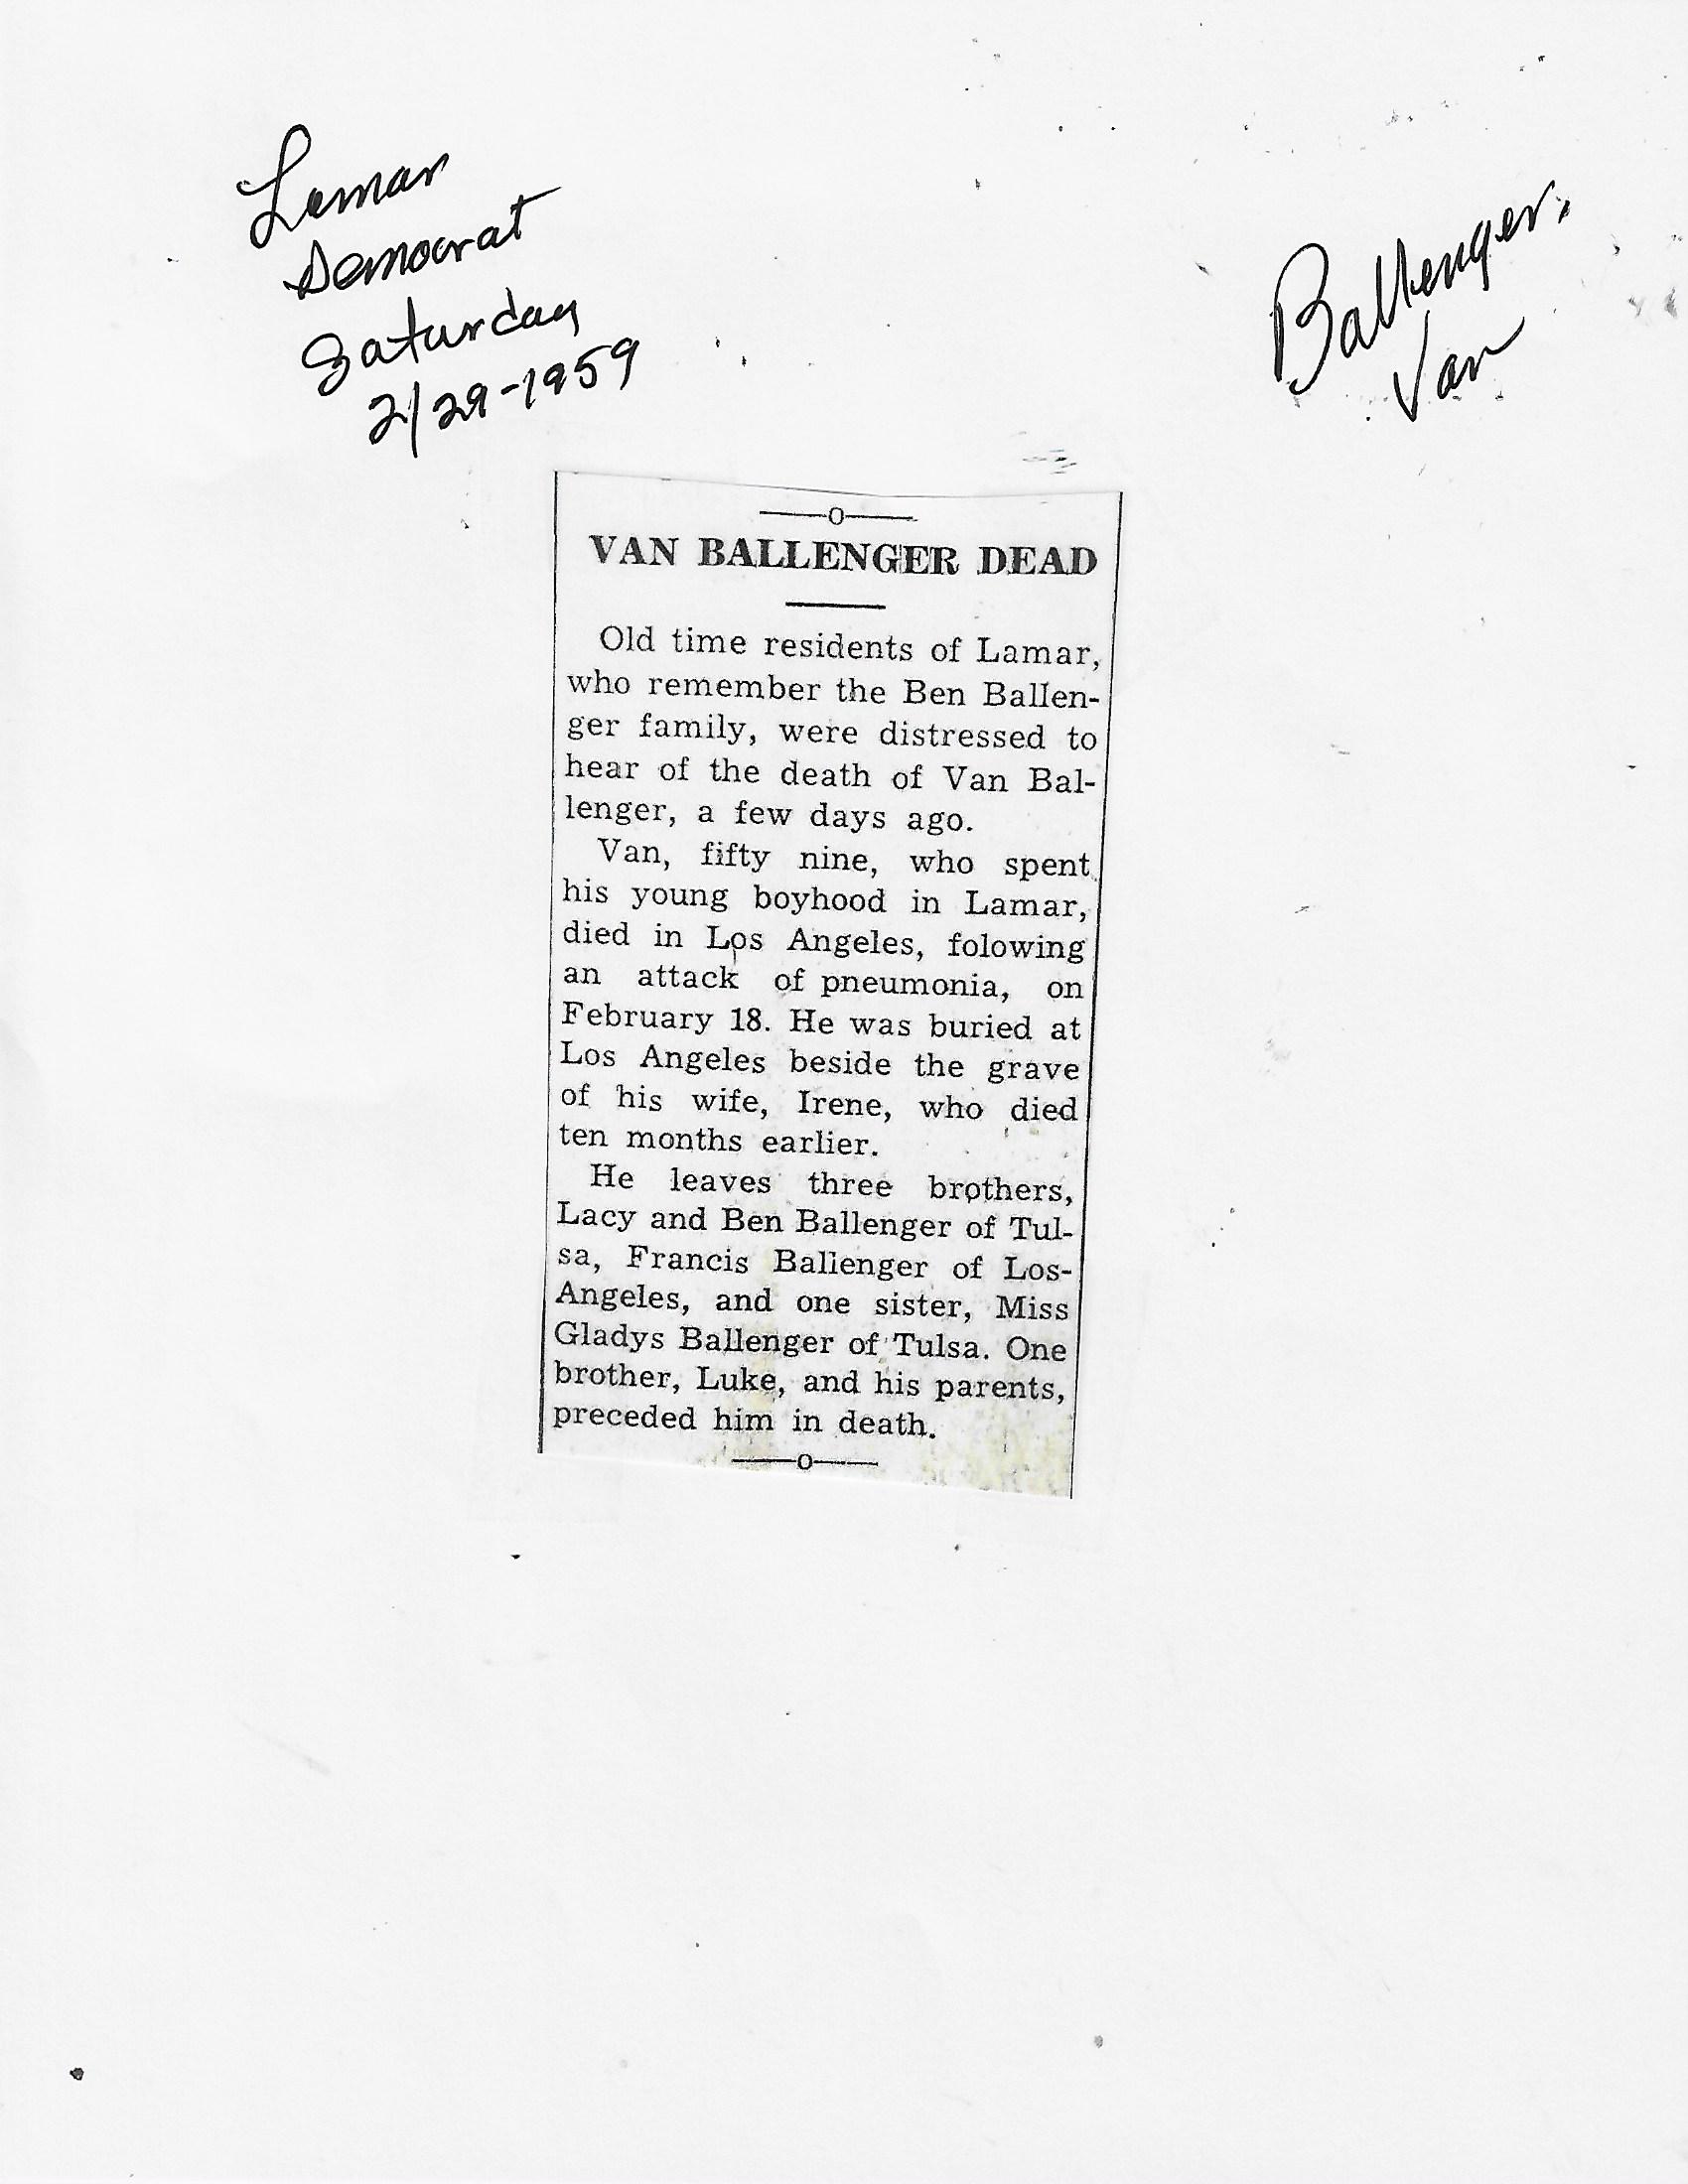 Lamar
Democrat
Saturday
2/29-1959
Ballenger,
Van
——o——
VAN BALLENGER DEAD
Old time residents of Lamar,
who remember the Ben Ballen-
ger family, were distressed to
hear of the death of Van Bal-
lenger, a few days ago.
Van, fifty nine, who spent
his young boyhood in Lamar,
died in Los Angeles, folowing
an attack of pneumonia, on
February 18. He was buried at
Los Angeles beside the grave
of his wife, Irene, who died
ten months earlier.
He leaves three brothers,
Lacy and Ben Ballenger of Tul-
sa, Francis Ballenger of Los-
Angeles, and one sister, Miss
Gladys Ballenger of Tulsa. One
brother, Luke, and his parents,
preceded him in death.
——o——